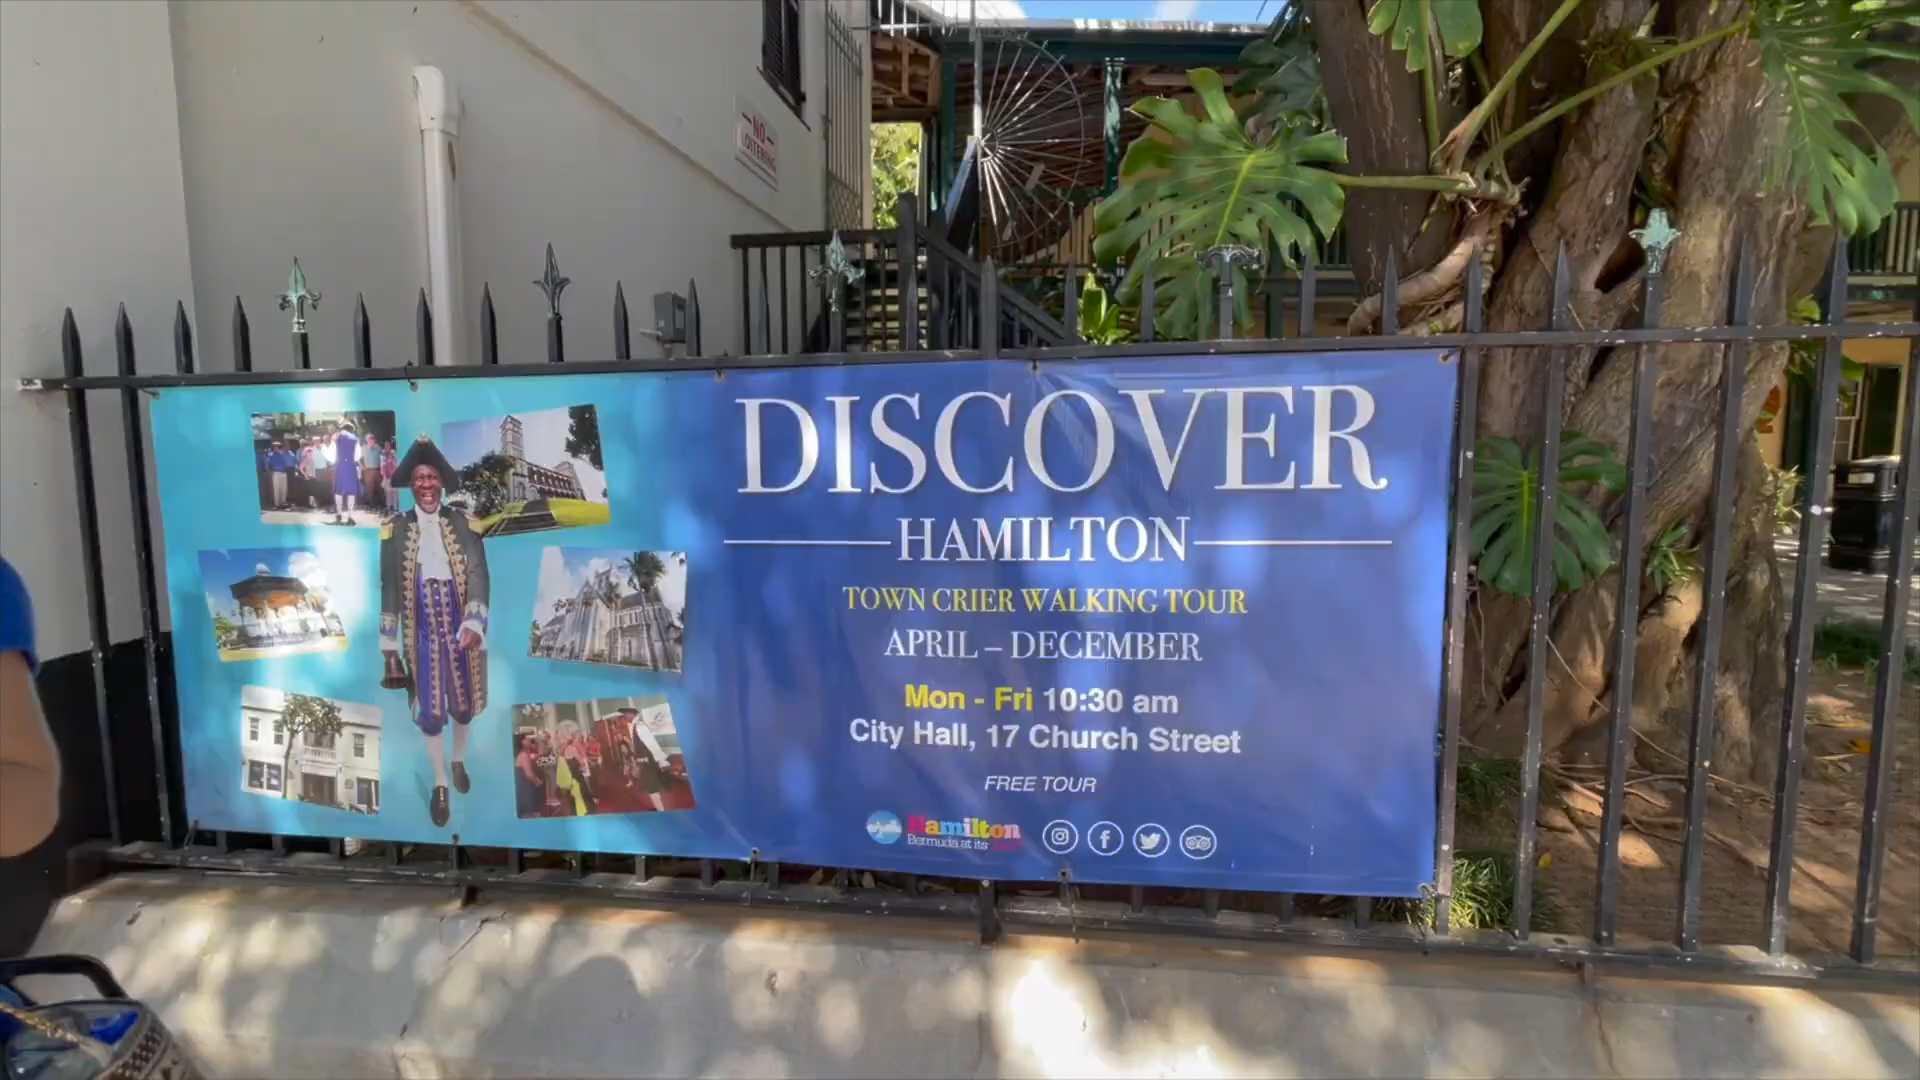 NO
LOITERING
DISCOVER
HAMILTON
TOWN CRIER WALKING TOUR
APRIL – DECEMBER
Mon - Fri 10:30 am
City Hall, 17 Church Street
FREE TOUR
Hamilton
Bermuda at its